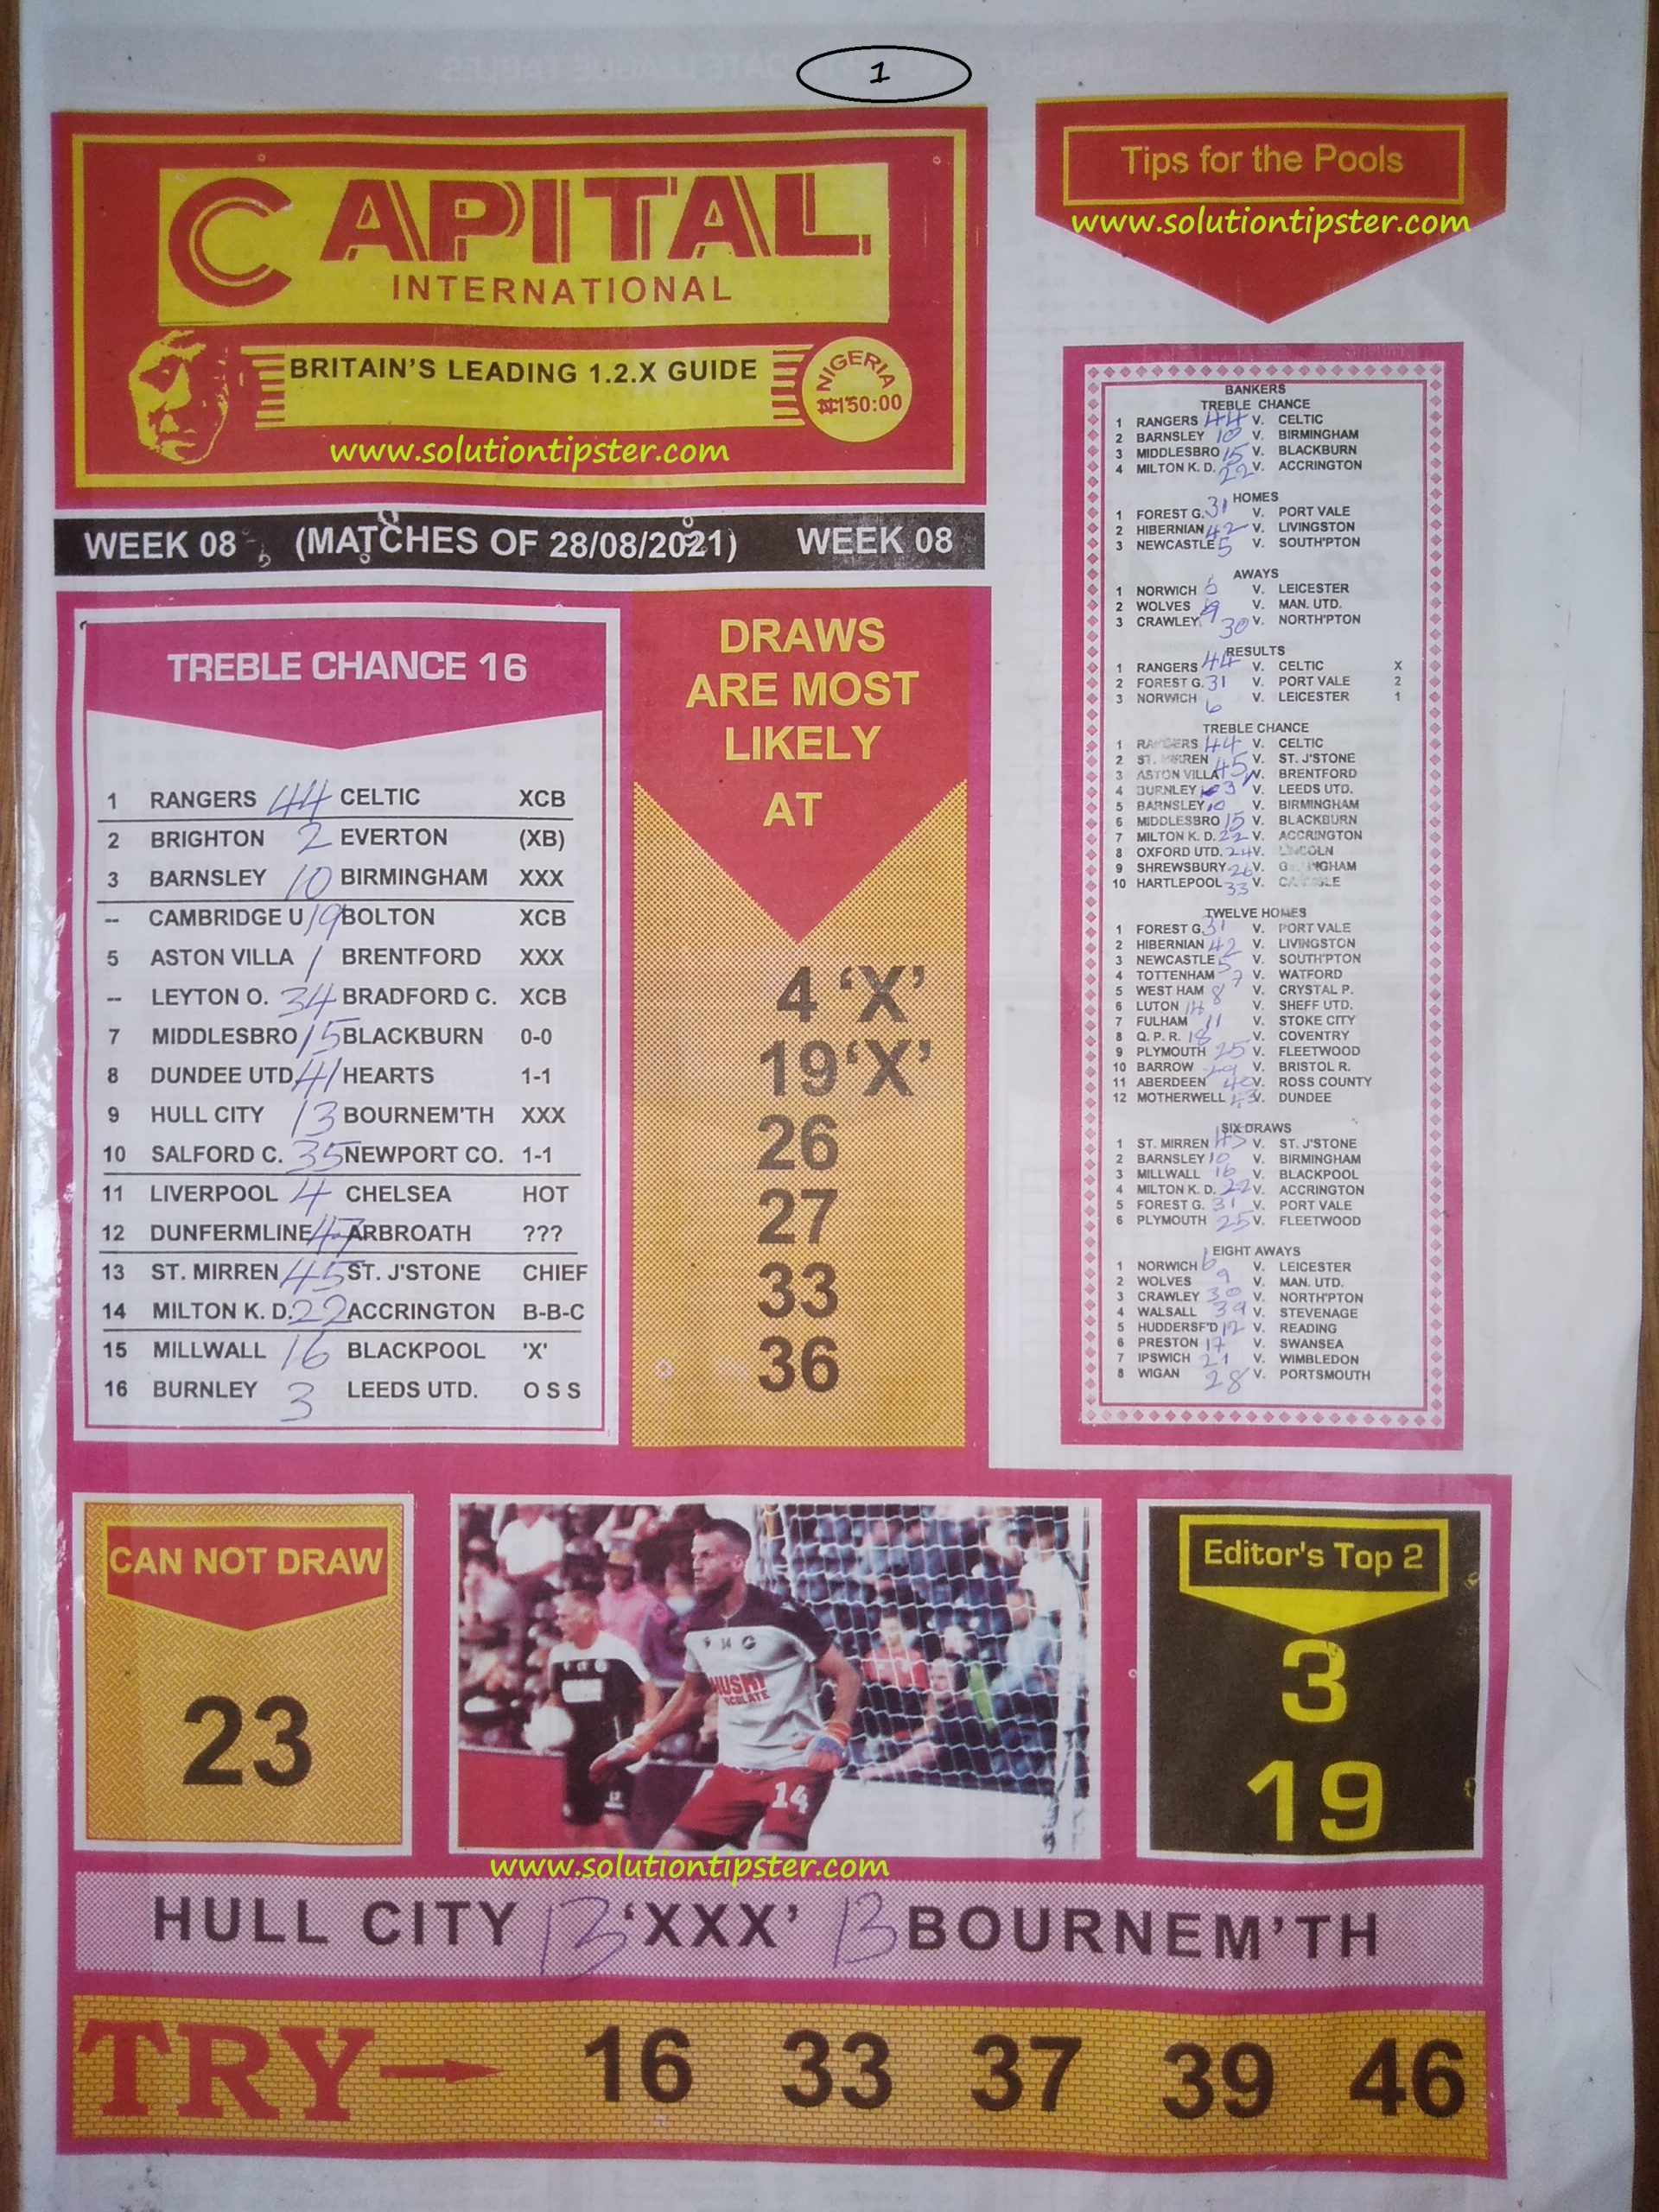 1
CAPITAL
INTERNATIONAL
BRITAIN'S LEADING 1.2.X GUIDE
NIGERIA
₦150:00
www.solutiontipster.com
WEEK 08 (MATCHES OF 28/08/2021) WEEK 08
TREBLE CHANCE 16
1 RANGERS 44 CELTIC XCB
2 BRIGHTON 2 EVERTON (XB)
3 BARNSLEY 10 BIRMINGHAM XXX
-- CAMBRIDGE U 19 BOLTON XCB
5 ASTON VILLA 1 BRENTFORD XXX
-- LEYTON O. 34 BRADFORD C. XCB
7 MIDDLESBRO 15 BLACKBURN 0-0
8 DUNDEE UTD. 41 HEARTS 1-1
9 HULL CITY 13 BOURNEM'TH XXX
10 SALFORD C. 35 NEWPORT CO. 1-1
11 LIVERPOOL 4 CHELSEA HOT
12 DUNFERMLINE 47 ARBROATH ???
13 ST. MIRREN 45 ST. J'STONE CHIEF
14 MILTON K. D. 22 ACCRINGTON B-B-C
15 MILLWALL 16 BLACKPOOL 'X'
16 BURNLEY 3 LEEDS UTD. O S S
DRAWS
ARE MOST
LIKELY
AT
4 'X'
19 'X'
26
27
33
36
Tips for the Pools
www.solutiontipster.com
BANKERS
TREBLE CHANCE
1 RANGERS 44 V. CELTIC
2 BARNSLEY 10 V. BIRMINGHAM
3 MIDDLESBRO 15 V. BLACKBURN
4 MILTON K. D. 22 V. ACCRINGTON
HOMES
1 FOREST G. 31 V. PORT VALE
2 HIBERNIAN 42 V. LIVINGSTON
3 NEWCASTLE 5 V. SOUTH'PTON
AWAYS
1 NORWICH 6 V. LEICESTER
2 WOLVES 9 V. MAN. UTD.
3 CRAWLEY 30 V. NORTH'PTON
RESULTS
1 RANGERS 44 V. CELTIC X
2 FOREST G. 31 V. PORT VALE 2
3 NORWICH 6 V. LEICESTER 1
TREBLE CHANCE
1 RANGERS 44 V. CELTIC
2 ST. MIRREN 45 V. ST. J'STONE
3 ASTON VILLA 1 V. BRENTFORD
4 BURNLEY 3 V. LEEDS UTD.
5 BARNSLEY 10 V. BIRMINGHAM
6 MIDDLESBRO 15 V. BLACKBURN
7 MILTON K. D. 22 V. ACCRINGTON
8 OXFORD UTD. 24 V. LINCOLN
9 SHREWSBURY 26 V.
10 HARTLEPOOL 33 V.
TWELVE HOMES
1 FOREST G. 31 V. PORT VALE
2 HIBERNIAN 42 V. LIVINGSTON
3 NEWCASTLE 5 V. SOUTH'PTON
4 TOTTENHAM 7 V. WATFORD
5 WEST HAM 8 V. CRYSTAL P.
6 LUTON 14 V. SHEFF UTD.
7 FULHAM 11 V. STOKE CITY
8 Q. P. R. 18 V. COVENTRY
9 PLYMOUTH 25 V. FLEETWOOD
10 BARROW 29 V. BRISTOL R.
11 ABERDEEN 40 V. ROSS COUNTY
12 MOTHERWELL 43 V. DUNDEE
SIX DRAWS
1 ST. MIRREN 45 V. ST. J'STONE
2 BARNSLEY 10 V. BIRMINGHAM
3 MILLWALL 16 V. BLACKPOOL
4 MILTON K. D. 22 V. ACCRINGTON
5 FOREST G. 31 V. PORT VALE
6 PLYMOUTH 25 V. FLEETWOOD
EIGHT AWAYS
1 NORWICH 6 V. LEICESTER
2 WOLVES 9 V. MAN. UTD.
3 CRAWLEY 30 V. NORTH'PTON
4 WALSALL 39 V. STEVENAGE
5 HUDDERSF'D 12 V. READING
6 PRESTON 17 V. SWANSEA
7 IPSWICH 21 V. WIMBLEDON
8 WIGAN 28 V. PORTSMOUTH
CAN NOT DRAW
23
14
Editor's Top 2
3
19
www.solutiontipster.com
HULL CITY 13 'XXX' 13 BOURNEM'TH
TRY 16 33 37 39 46